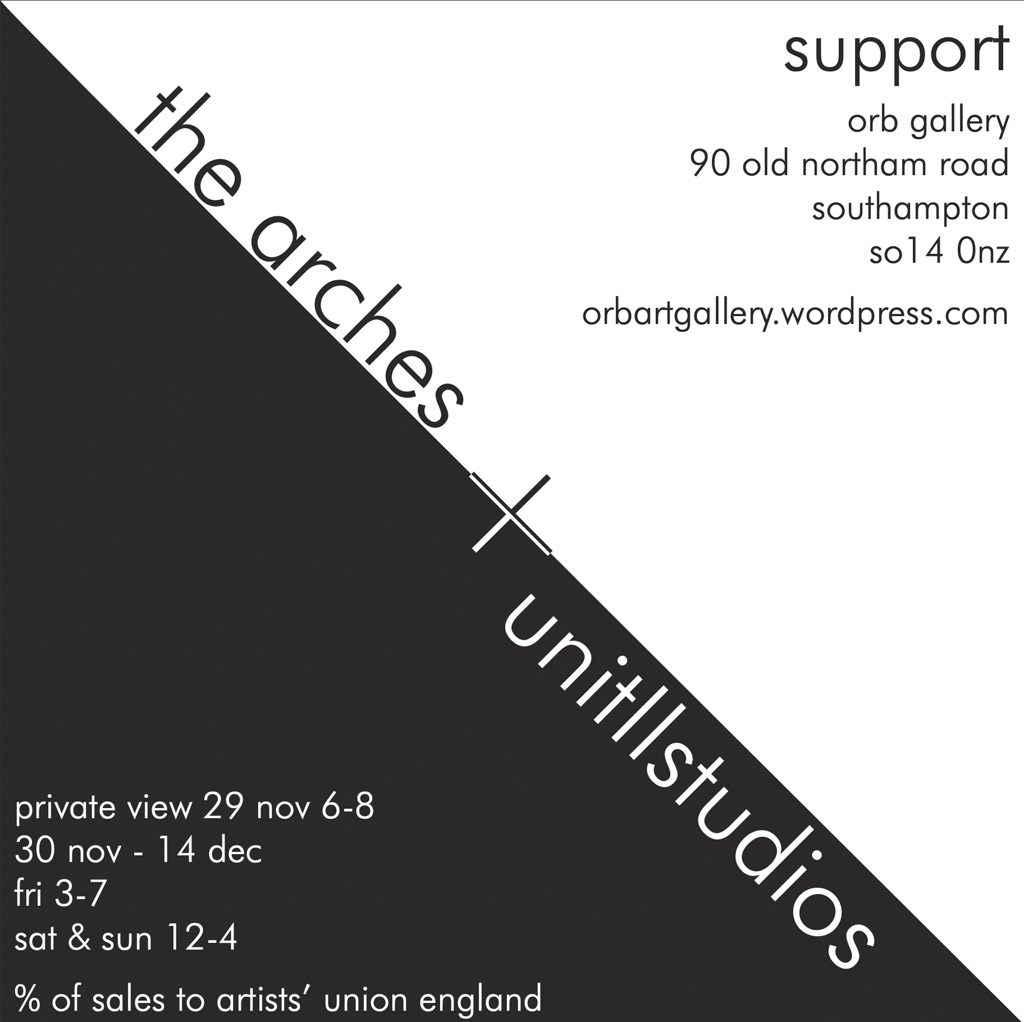 support
orb gallery
90 old northam road
southampton
so14 0nz
orbartgallery.wordpress.com
the arches
+
unitllstudios
private view 29 nov 6-8
30 nov - 14 dec
fri 3-7
sat & sun 12-4
% of sales to artists’ union england